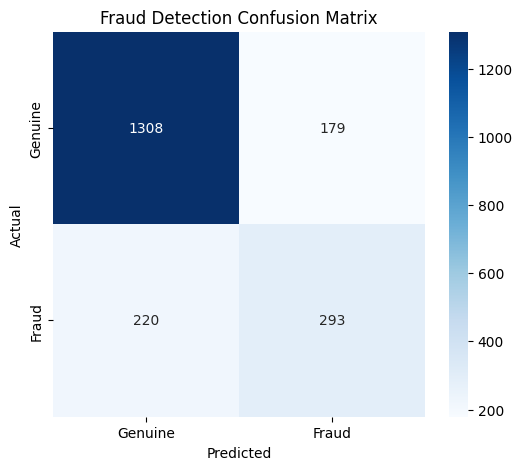 Fraud Detection Confusion Matrix
Genuine
1308
179
Fraud
220
293
Actual
Genuine
Fraud
Predicted
1200
1000
800
600
400
200